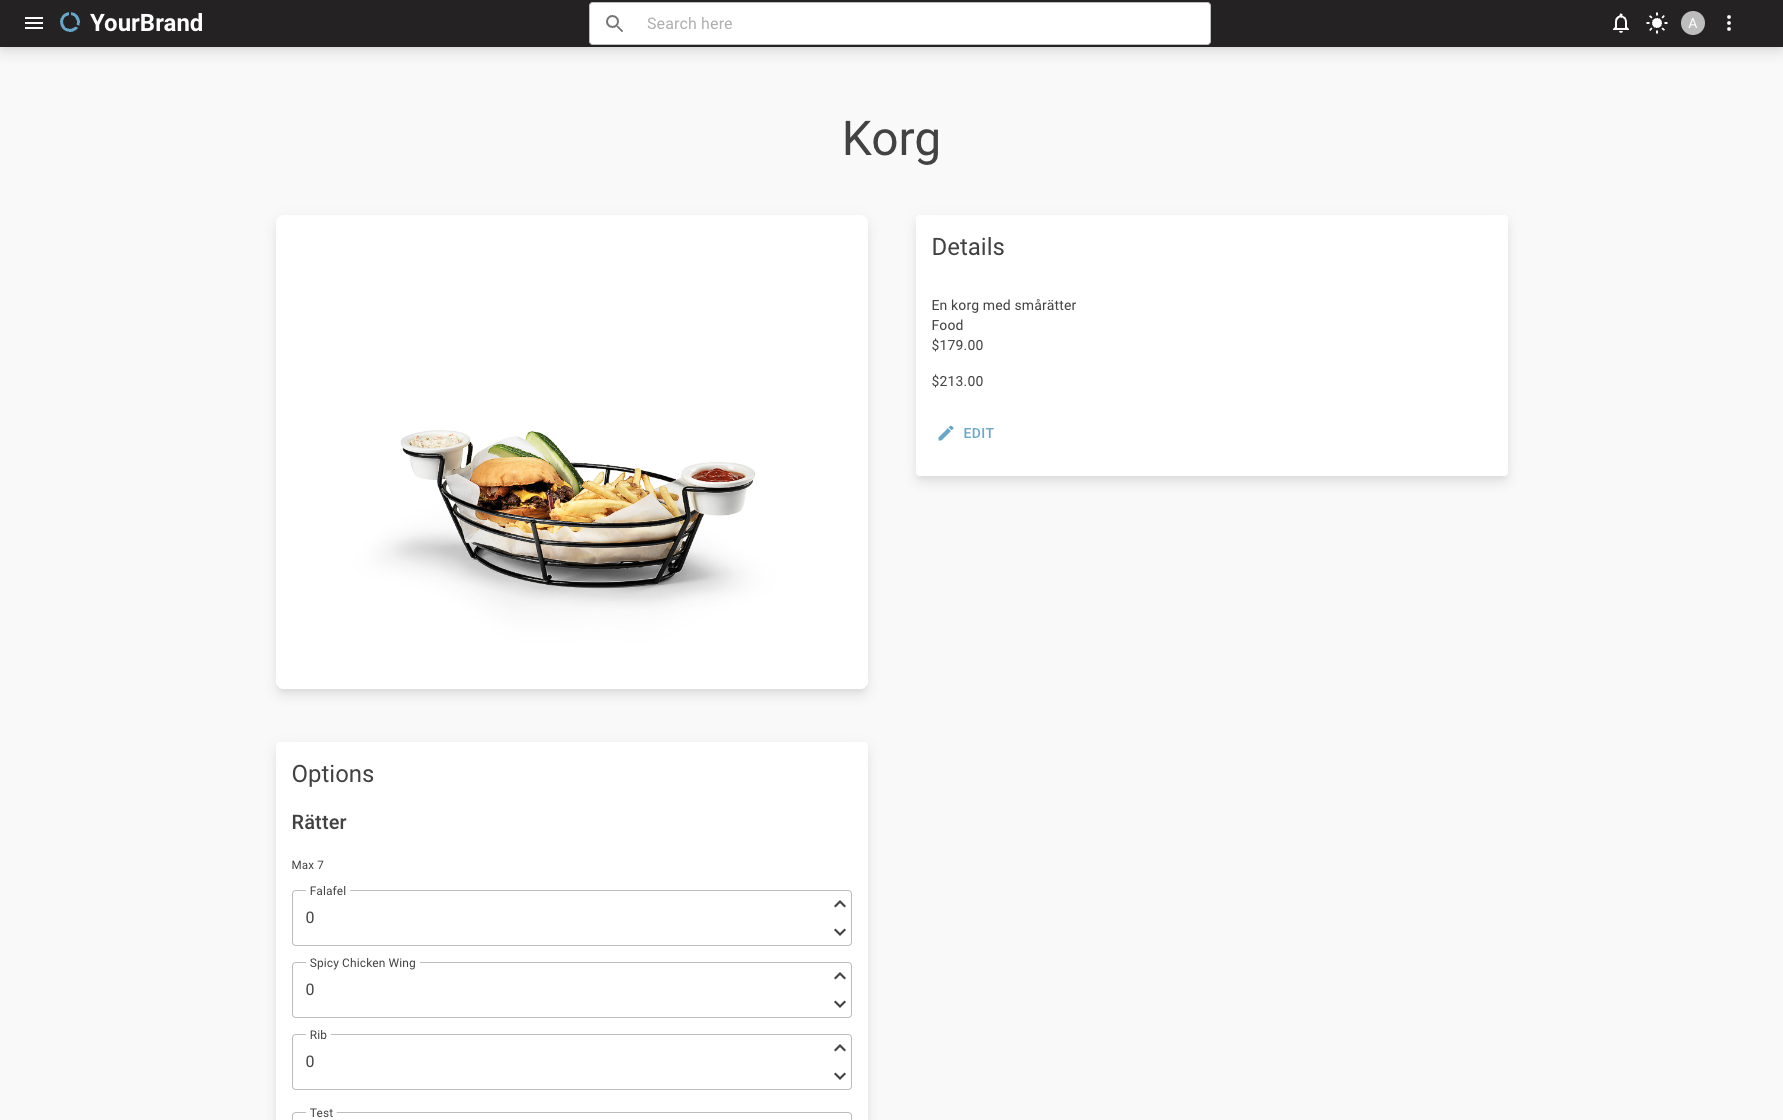 YourBrand
Search here
A
Korg
Details
En korg med smårätter
Food
$179.00
$213.00
EDIT
Options
Rätter
Max 7
Falafel
0
Spicy Chicken Wing
0
Rib
0
Test